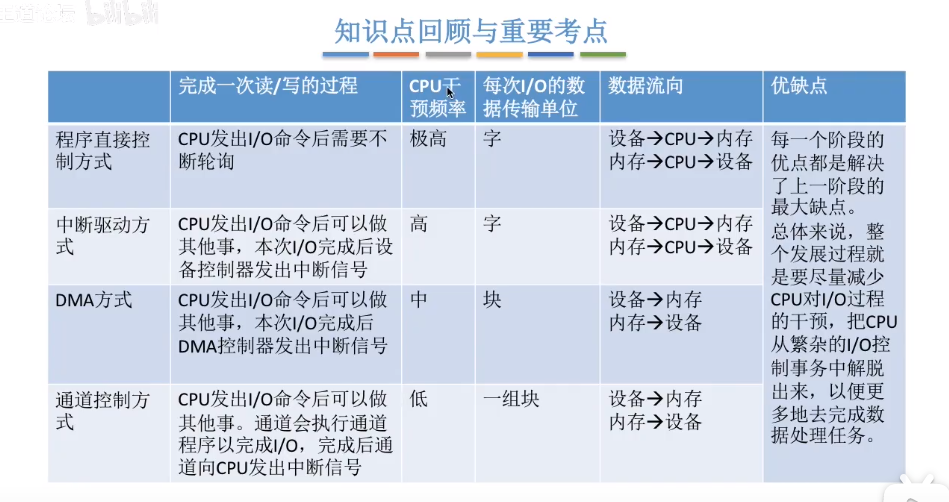 bilibili
知识点回顾与重要考点
完成一次读/写的过程
CPU干
预频率
每次I/O的数
据传输单位
数据流向
优缺点
程序直接控
制方式
CPU发出I/O命令后需要不
断轮询
极高
字
设备→CPU→内存
内存→CPU→设备
每一个阶段的
优点都是解决
了上一阶段的
最大缺点。
总体来说，整
个发展过程就
是要尽量减少
CPU对I/O过程
的干预，把CPU
从繁杂的I/O控
制事务中解脱
出来，以便更
多地去完成数
据处理任务。
中断驱动方
式
CPU发出I/O命令后可以做
其他事，本次I/O完成后设
备控制器发出中断信号
高
字
设备→CPU→内存
内存→CPU→设备
DMA方式
CPU发出I/O命令后可以做
其他事，本次I/O完成后
DMA控制器发出中断信号
中
块
设备→内存
内存→设备
通道控制方
式
CPU发出I/O命令后可以做
其他事。通道会执行通道
程序以完成I/O，完成后通
道向CPU发出中断信号
低
一组块
设备→内存
内存→设备